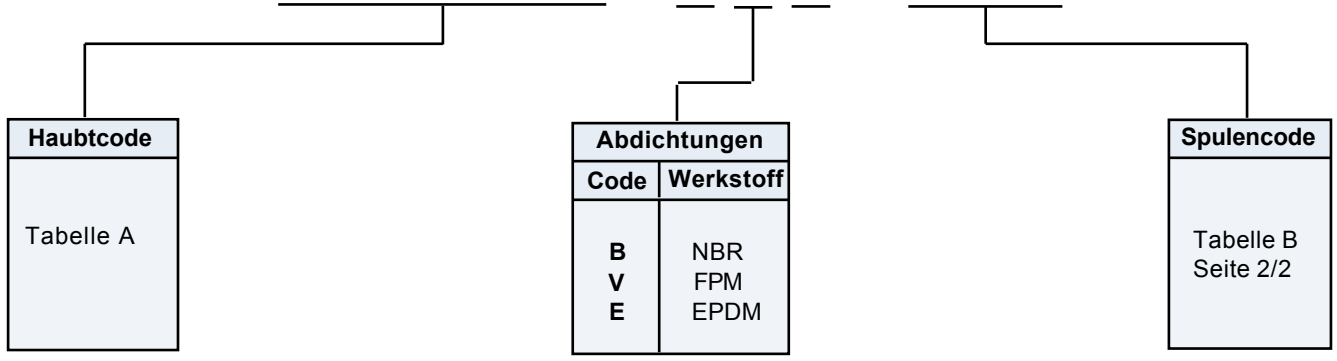 Haubtcode
Tabelle A
Abdichtungen
Code Werkstoff
B NBR
V FPM
E EPDM
Spulencode
Tabelle B
Seite 2/2